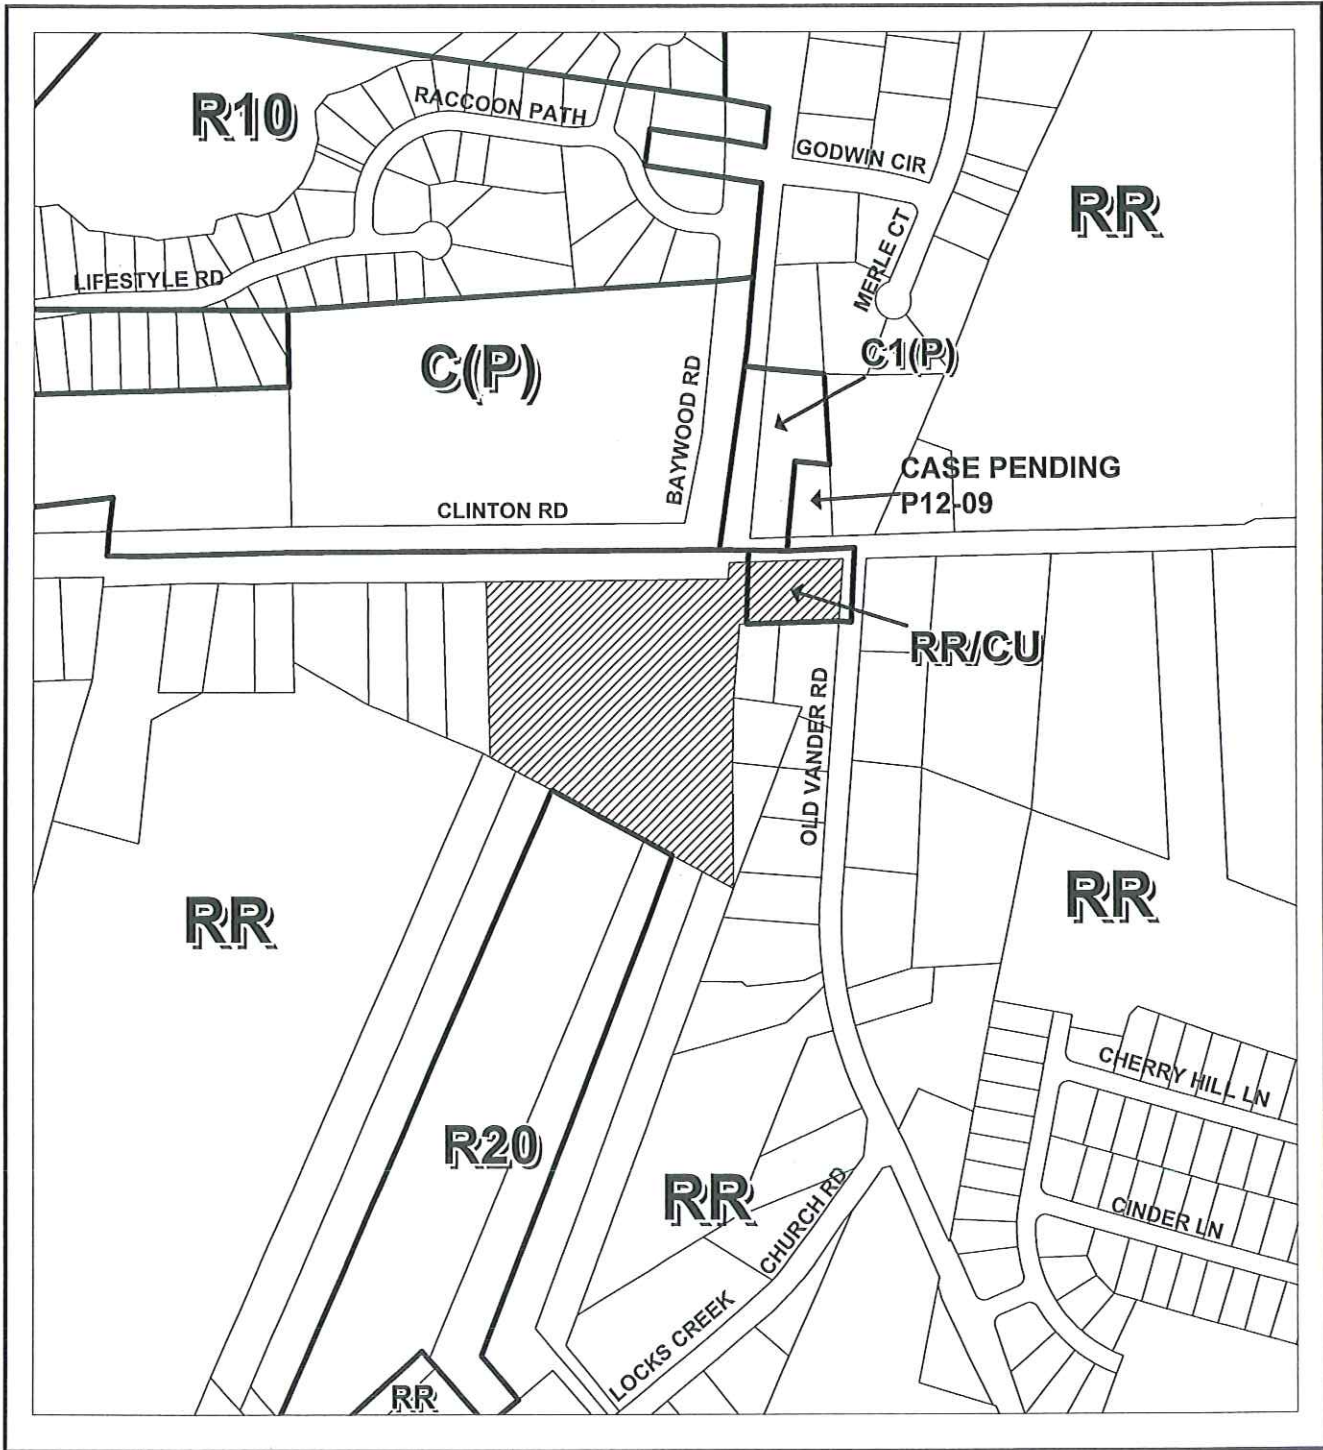 R10
RACCOON PATH
GODWIN CIR
RR
MERLE CT
LIFESTYLE RD
C(P)
C1(P)
BAYWOOD RD
CASE PENDING
P12-09
CLINTON RD
RR/CU
OLD VANDER RD
RR
RR
CHERRY HILL LN
R20
RR
CINDER LN
LOCKS CREEK CHURCH RD
RR